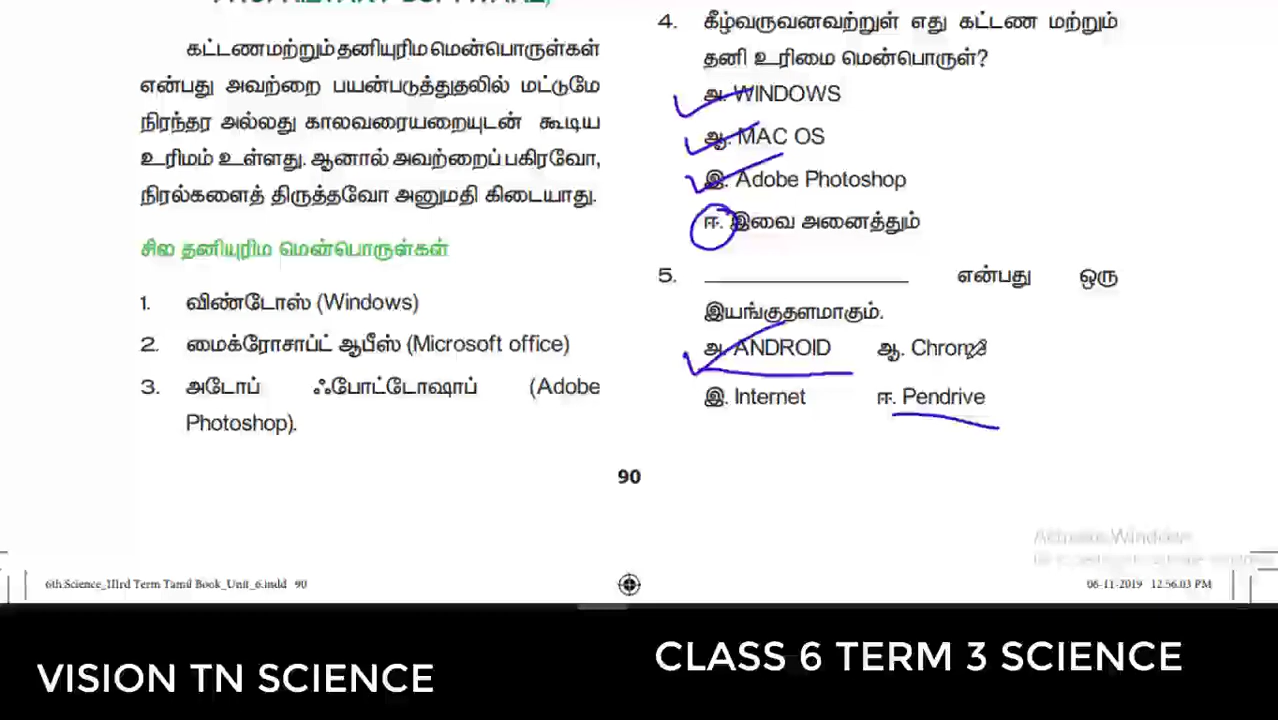 கட்டணமற்றும் தனியுரிம மென்பொருள்கள்
என்பது அவற்றை பயன்படுத்துதலில் மட்டுமே
நிரந்தர அல்லது காலவரையறையுடன் கூடிய
உரிமம் உள்ளது. ஆனால் அவற்றைப் பகிரவோ,
நிரல்களைத் திருத்தவோ அனுமதி கிடையாது.
சில தனியுரிம மென்பொருள்கள்
1. விண்டோஸ் (Windows)
2. மைக்ரோசாப்ட் ஆபீஸ் (Microsoft office)
3. அடோப் ஃபோட்டோஷாப் (Adobe
Photoshop).
4. கீழ்வருவனவற்றுள் எது கட்டண மற்றும்
தனி உரிமை மென்பொருள்?
அ. WINDOWS
ஆ. MAC OS
இ. Adobe Photoshop
ஈ. இவை அனைத்தும்
5. ____________ என்பது ஒரு
இயங்குதளமாகும்.
அ. ANDROID ஆ. Chrome
இ. Internet ஈ. Pendrive
90
6th Science_IIIrd Term Tamil Book_Unit_6.indd 90
06-11-2019 12.56.03 PM
VISION TN SCIENCE
CLASS 6 TERM 3 SCIENCE